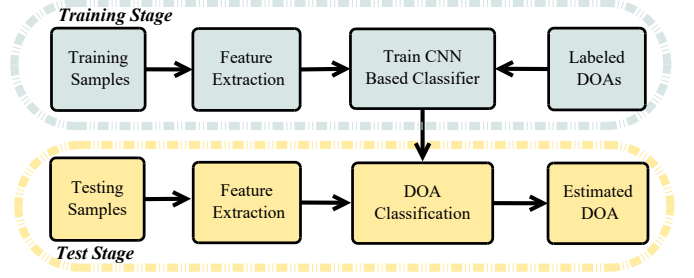 Training Stage
Training
Samples
Feature
Extraction
Train CNN
Based Classifier
Labeled
DOAs
Testing
Samples
Feature
Extraction
DOA
Classification
Estimated
DOA
Test Stage